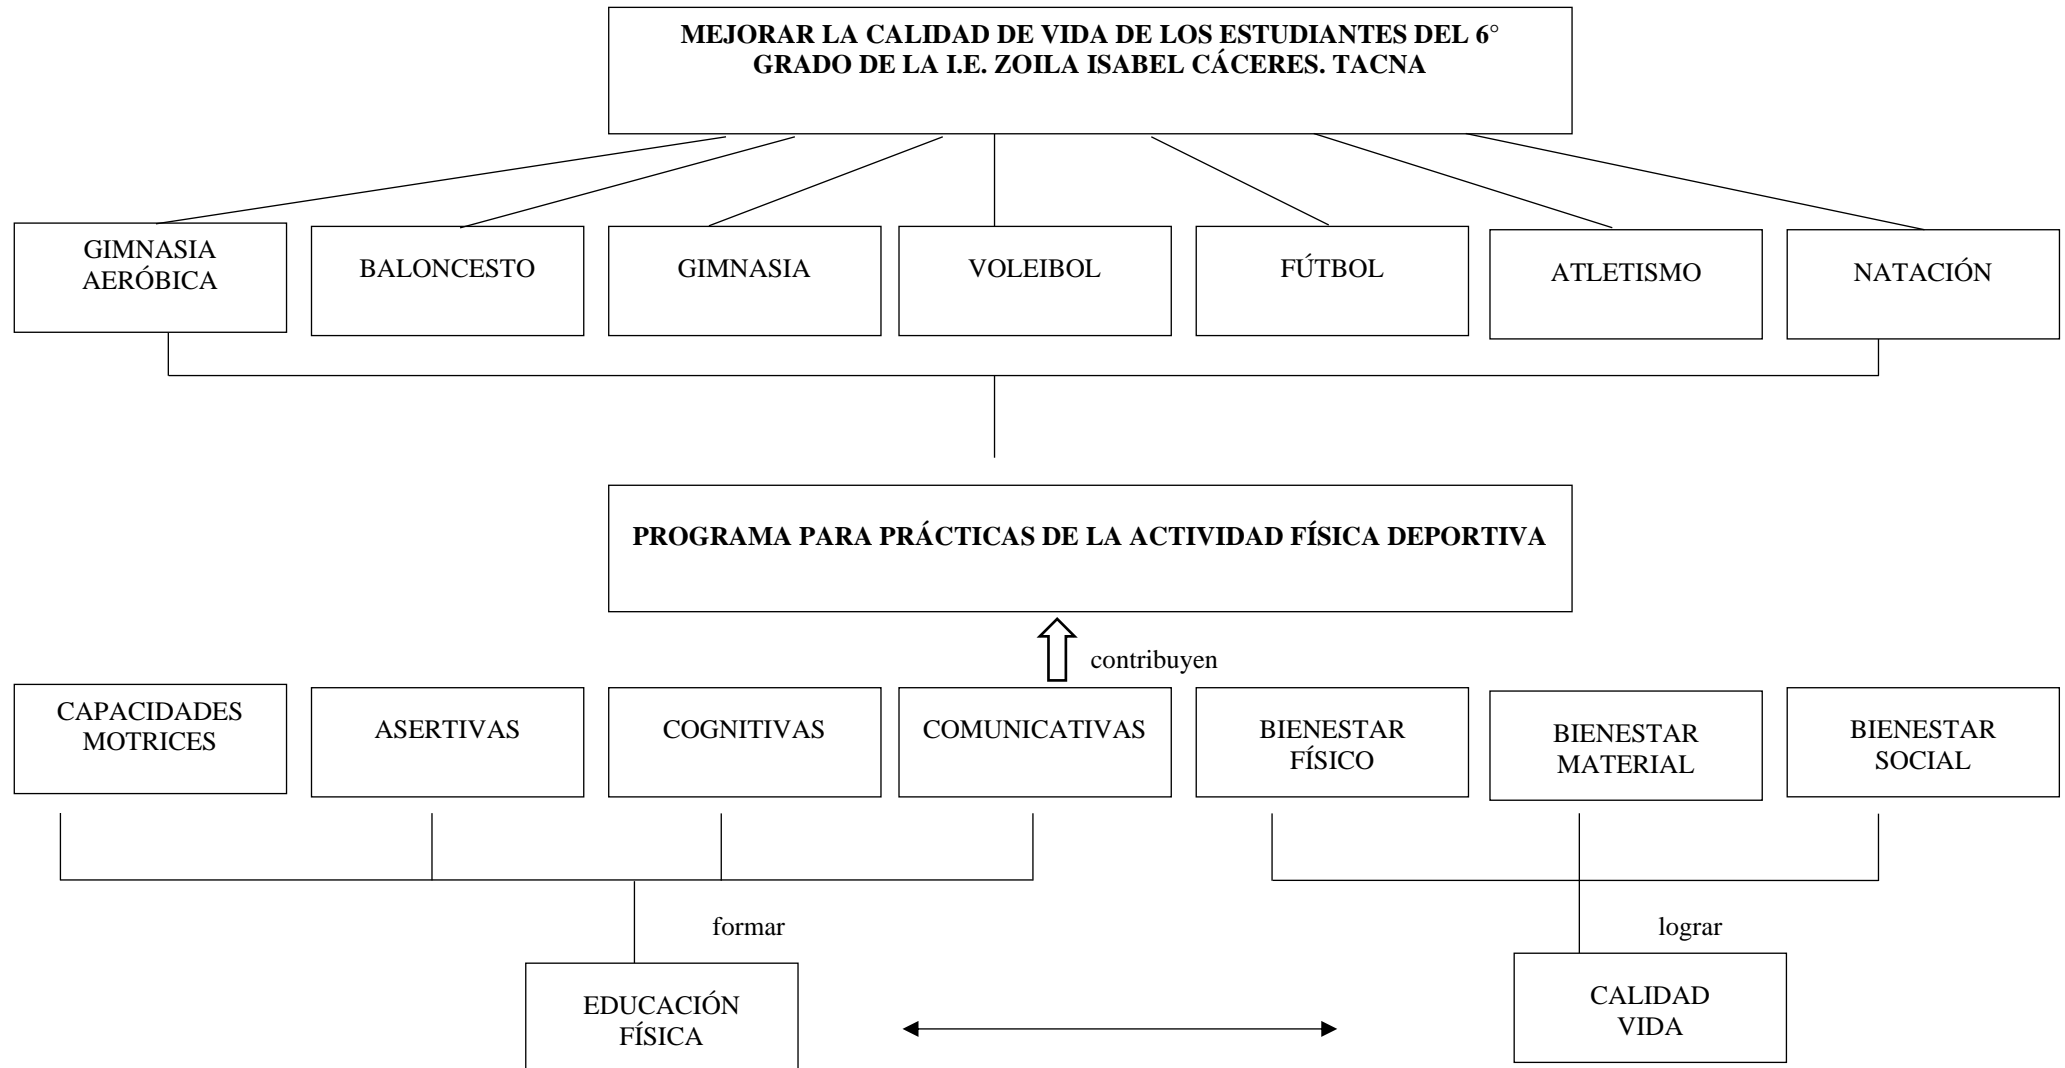 MEJORAR LA CALIDAD DE VIDA DE LOS ESTUDIANTES DEL 6°
GRADO DE LA I.E. ZOILA ISABEL CÁCERES. TACNA
GIMNASIA
AERÓBICA
BALONCESTO
GIMNASIA
VOLEIBOL
FÚTBOL
ATLETISMO
NATACIÓN
PROGRAMA PARA PRÁCTICAS DE LA ACTIVIDAD FÍSICA DEPORTIVA
contribuyen
CAPACIDADES
MOTRICES
ASERTIVAS
COGNITIVAS
COMUNICATIVAS
BIENESTAR
FÍSICO
BIENESTAR
MATERIAL
BIENESTAR
SOCIAL
formar
lograr
EDUCACIÓN
FÍSICA
CALIDAD
VIDA